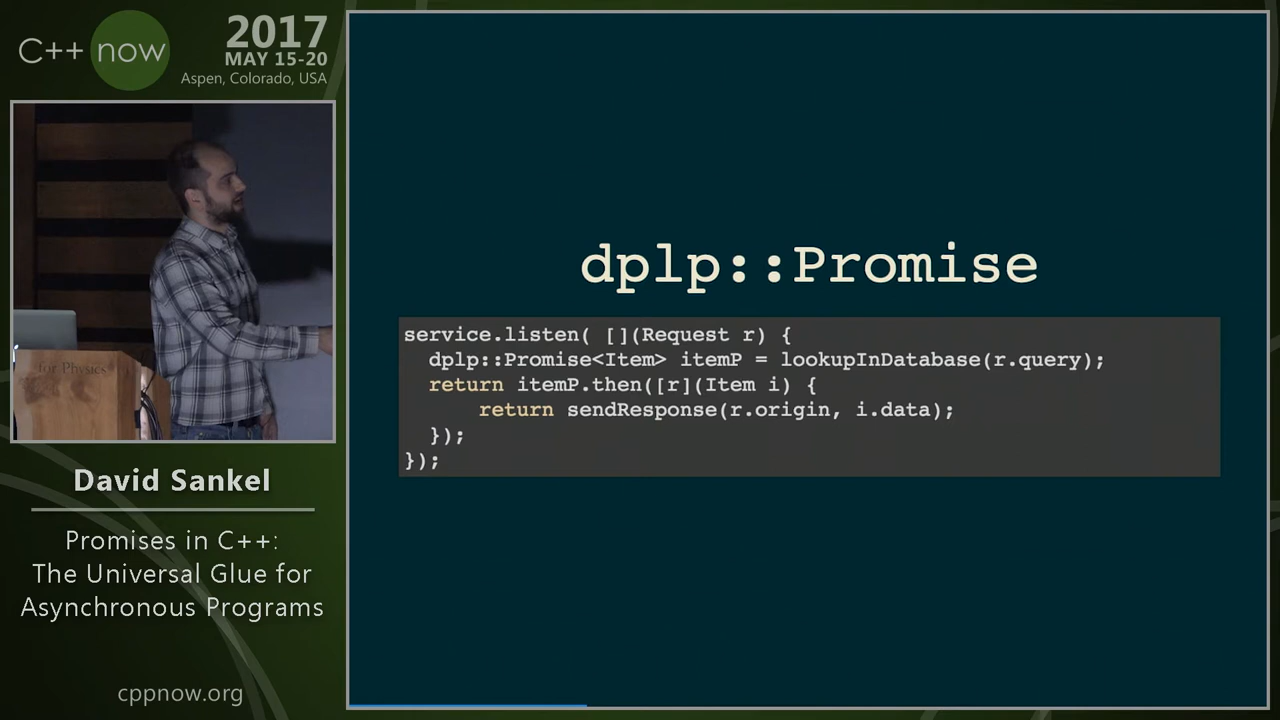 C++ now
2017
MAY 15-20
Aspen, Colorado, USA
for Physics
David Sankel
Promises in C++:
The Universal Glue for
Asynchronous Programs
cppnow.org
dplp::Promise
service.listen( [](Request r) {
  dplp::Promise<Item> itemP = lookupInDatabase(r.query);
  return itemP.then([r](Item i) {
      return sendResponse(r.origin, i.data);
  });
});